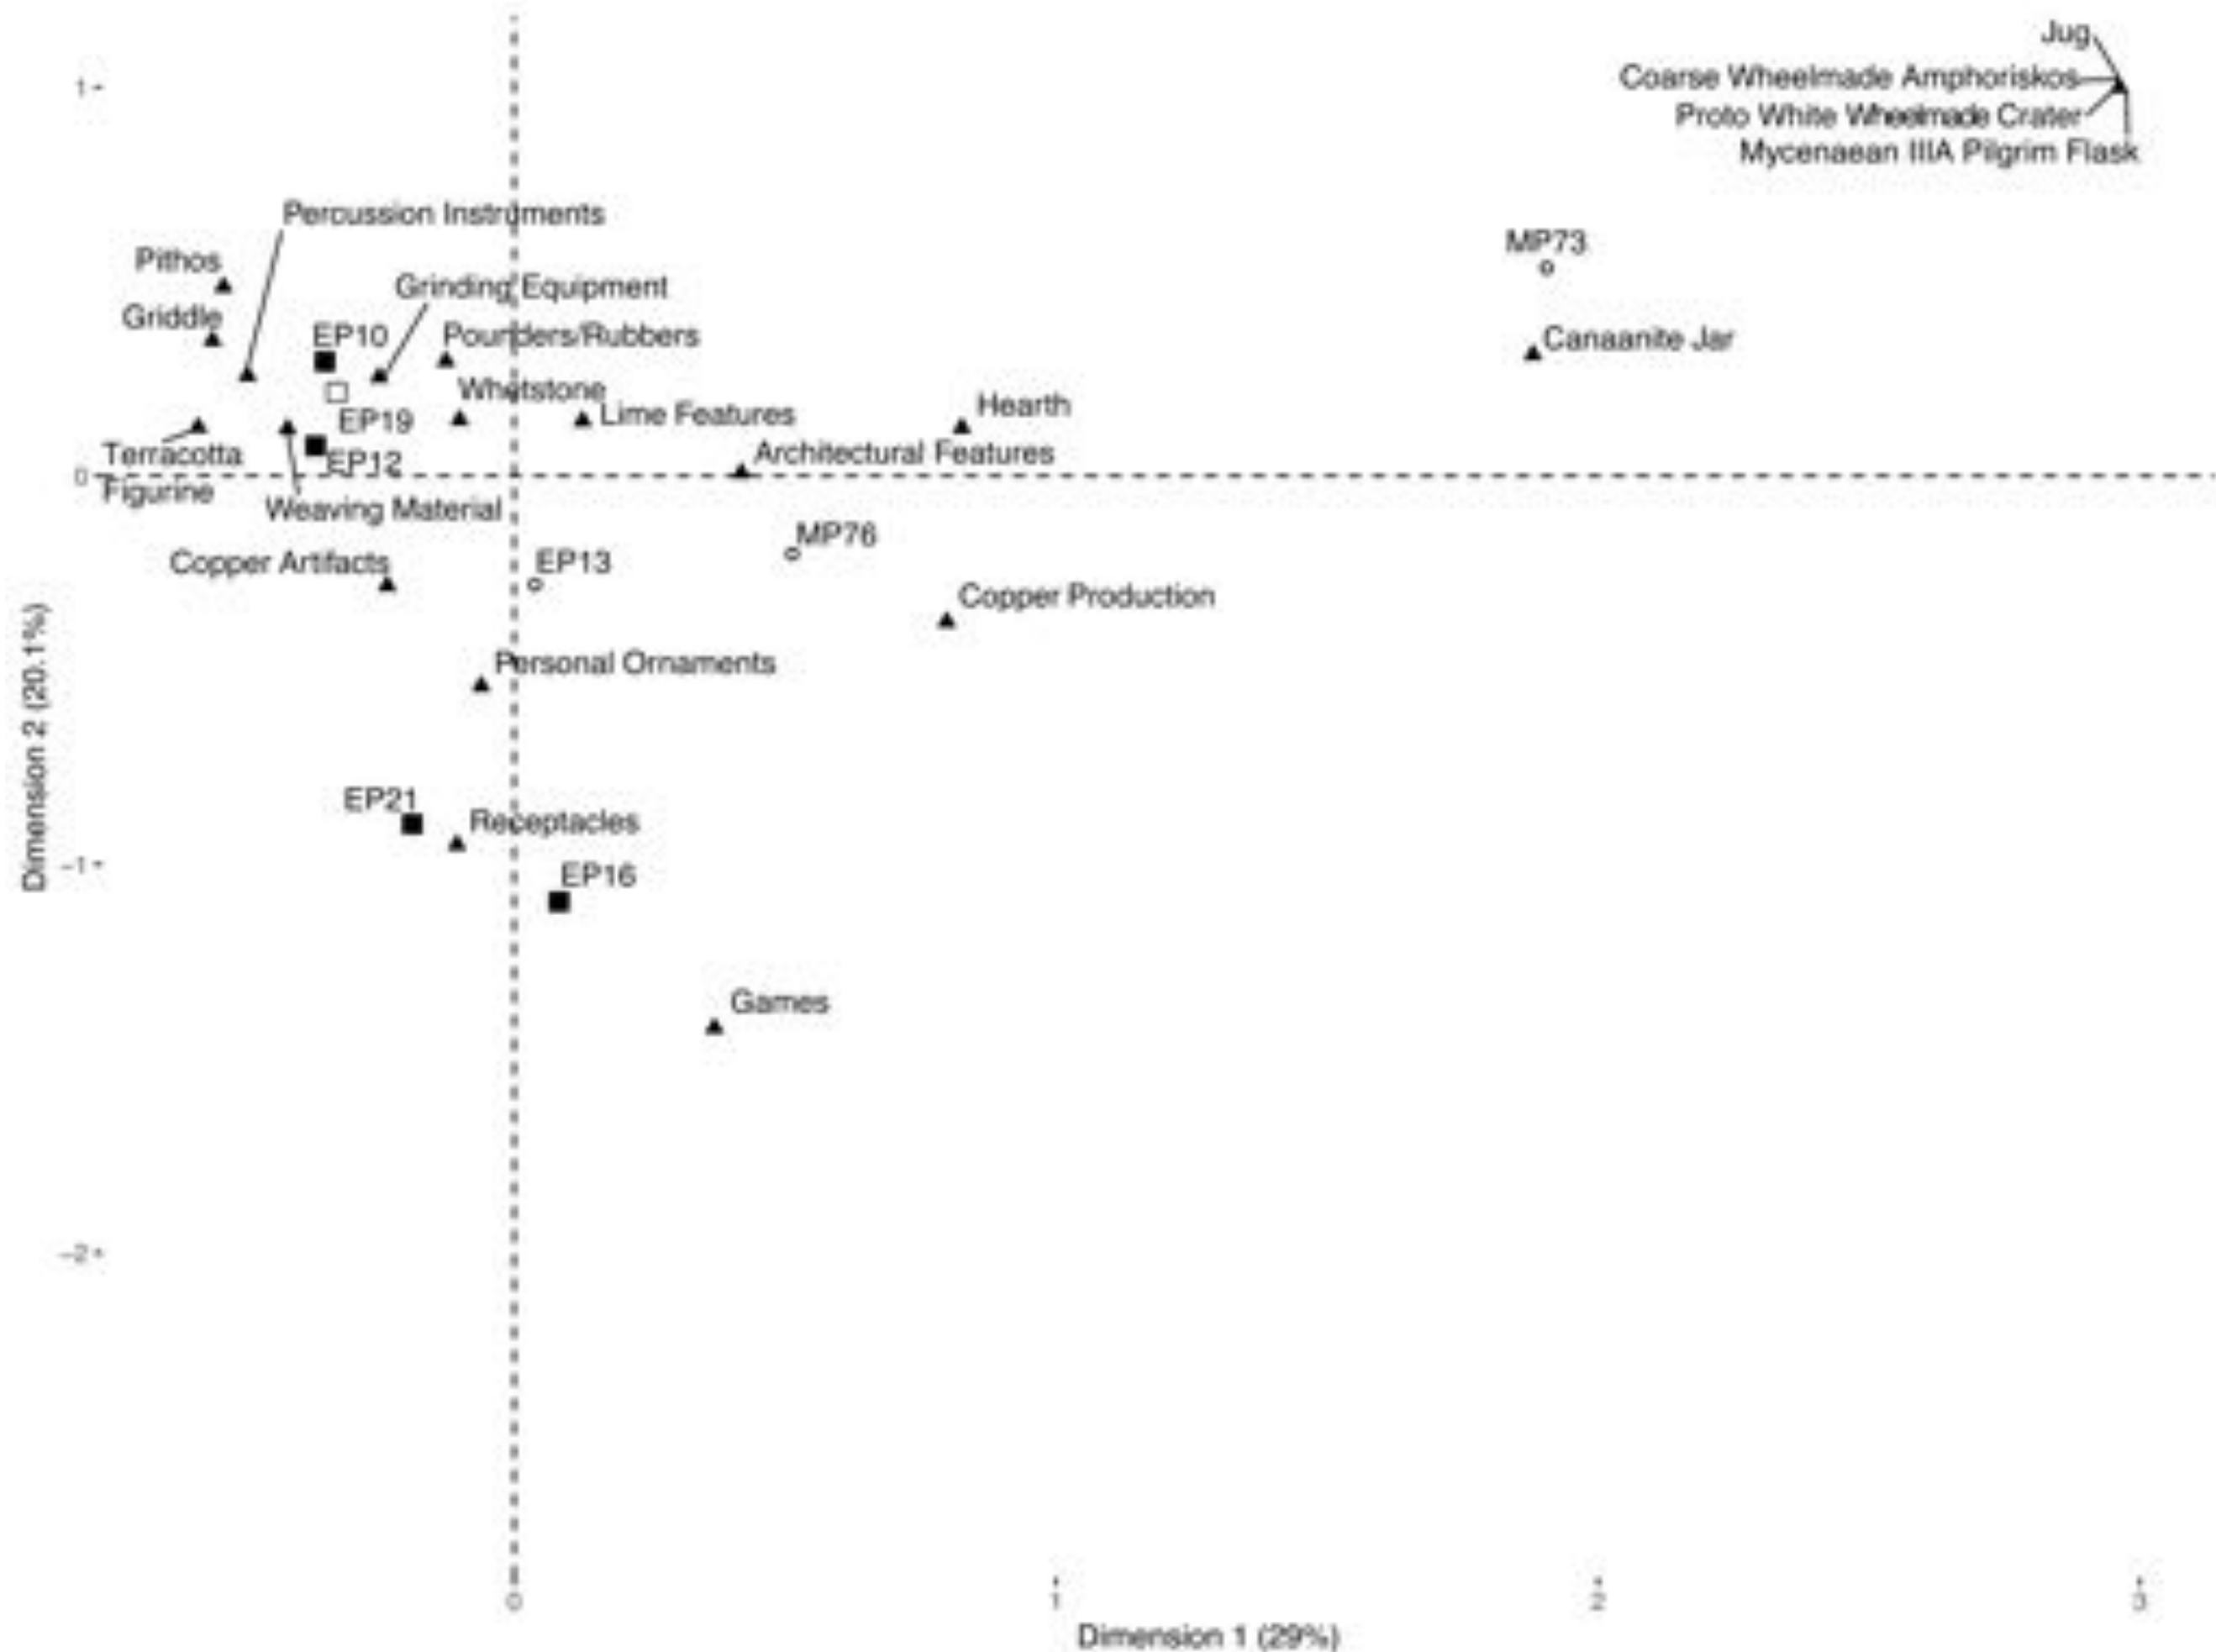 Jug
1
Coarse Wheelmade Amphoriskos
Proto White Wheelmade Crater
Mycenaean IIIA Pilgrim Flask
Percussion Instruments
MP73
Pithos
Grinding Equipment
Griddle
EP10
Pounders/Rubbers
Canaanite Jar
Whetstone
EP19
Lime Features
Hearth
Terracotta
Figurine
EP12
Architectural Features
0
Weaving Material
MP76
Copper Artifacts
EP13
Copper Production
Personal Ornaments
Dimension 2 (20.1%)
EP21
Receptacles
-1
EP16
Games
-2
0
1
2
3
Dimension 1 (29%)